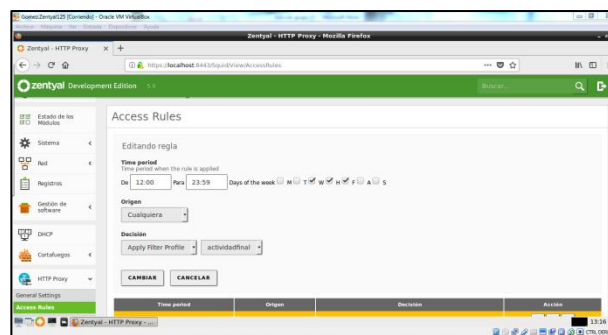 GomezZentyal125 [Corriendo] - Oracle VM VirtualBox
Zentyal - HTTP Proxy - Mozilla Firefox
Zentyal - HTTP Proxy
https://localhost:8443/Squid/View/AccessRules
zentyal Development Edition 5.0
Buscar...
Estado de los Módulos
Sistema
Red
Registros
Gestión de software
DHCP
Cortafuegos
HTTP Proxy
General Settings
Access Rules
Access Rules
Editando regla
Time period
Time period when the rule is applied
De 12:00 Para 23:59 Days of the week M T W H F A S
Origen
Cualquiera
Decisión
Apply Filter Profile actividadfinal
CAMBIAR CANCELAR
Time period Origen Decisión Acción
Zentyal - HTTP Proxy - ...
13:16